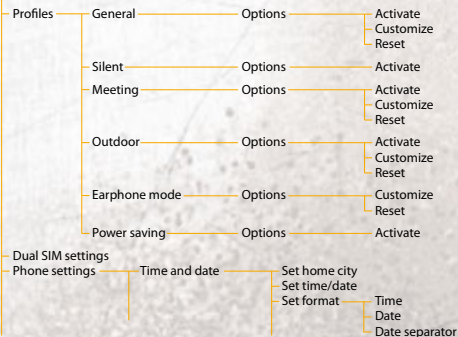 Profiles General Options Activate
Customize
Reset
Silent Options Activate
Meeting Options Activate
Customize
Reset
Outdoor Options Activate
Customize
Reset
Earphone mode Options Customize
Reset
Power saving Options Activate
Dual SIM settings
Phone settings Time and date Set home city
Set time/date
Set format Time
Date
Date separator